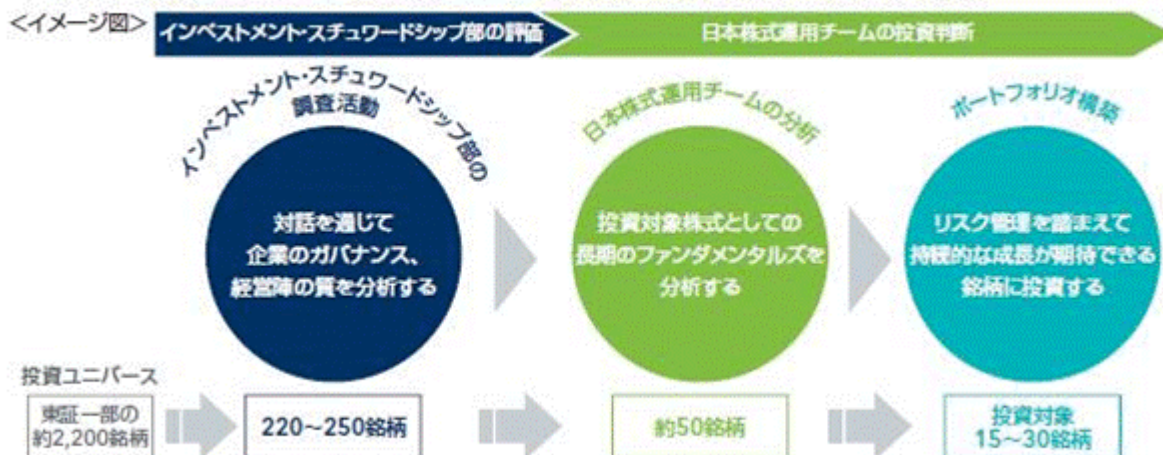 <イメージ図>
インベストメント・スチュワードシップ部の評価
日本株式運用チームの投資判断
インベストメント・スチュワードシップ部の
調査活動
対話を通じて
企業のガバナンス、
経営陣の質を分析する
日本株式運用チームの分析
投資対象株式としての
長期のファンダメンタルズを
分析する
ポートフォリオ構築
リスク管理を踏まえて
持続的な成長が期待できる
銘柄に投資する
投資ユニバース
東証一部の
約2,200銘柄
220～250銘柄
約50銘柄
投資対象
15～30銘柄